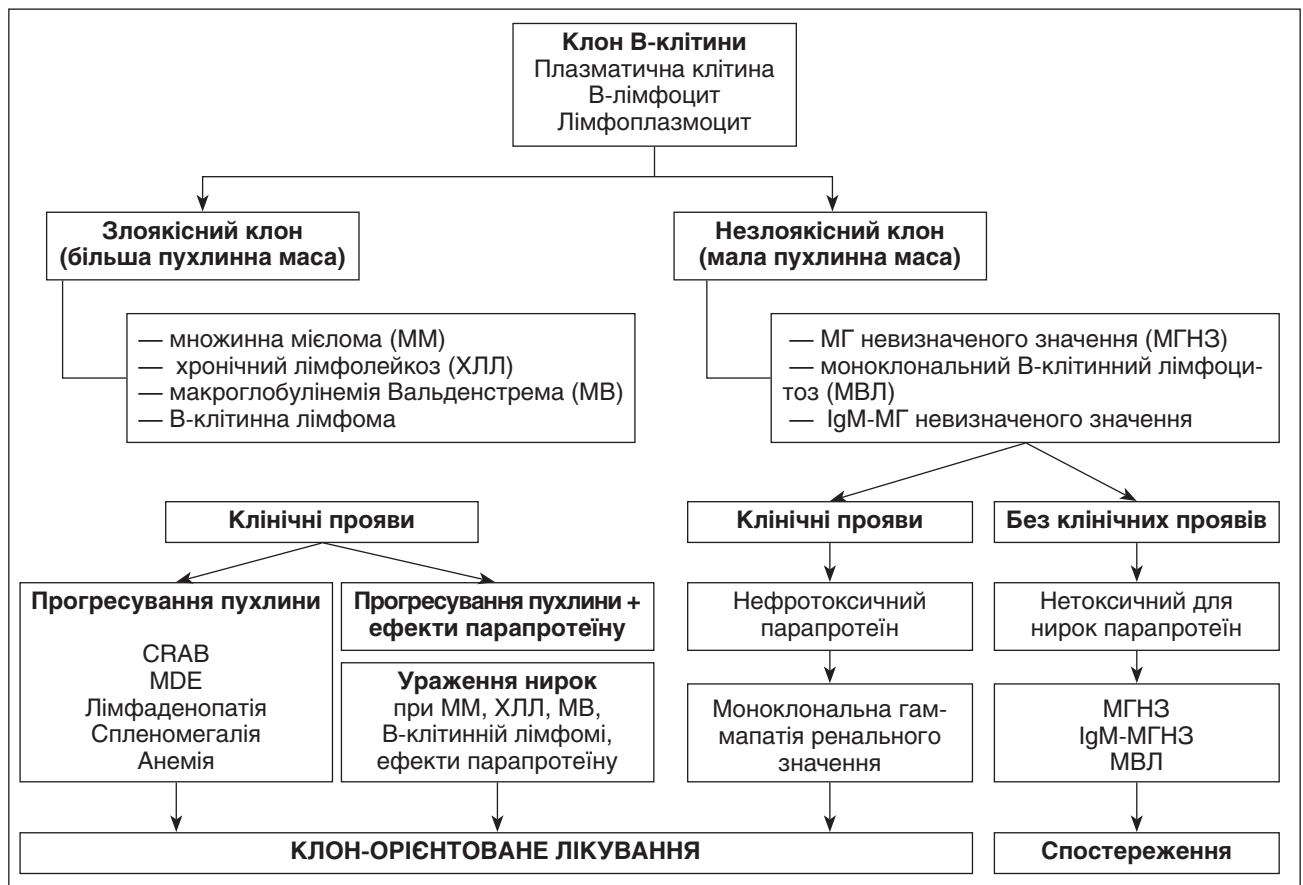 Клон В-клітини
Плазматична клітина
В-лімфоцит
Лімфоплазмоцит
Злоякісний клон
(більша пухлинна маса)
Незлоякісний клон
(мала пухлинна маса)
— множинна мієлома (ММ)
— хронічний лімфолейкоз (ХЛЛ)
— макроглобулінемія Вальденстрема (МВ)
— В-клітинна лімфома
— МГ невизначеного значення (МГНЗ)
— моноклональний В-клітинний лімфоци-
тоз (МВЛ)
— IgM-МГ невизначеного значення
Клінічні прояви
Клінічні прояви
Без клінічних проявів
Прогресування пухлини
CRAB
MDE
Лімфаденопатія
Спленомегалія
Анемія
Прогресування пухлини +
ефекти парапротеїну
Ураження нирок
при ММ, ХЛЛ, МВ,
В-клітинній лімфомі,
ефекти парапротеїну
Нефротоксичний
парапротеїн
Моноклональна гам-
мапатія ренального
значення
Нетоксичний для
нирок парапротеїн
МГНЗ
IgM-МГНЗ
МВЛ
КЛОН-ОРІЄНТОВАНЕ ЛІКУВАННЯ
Спостереження